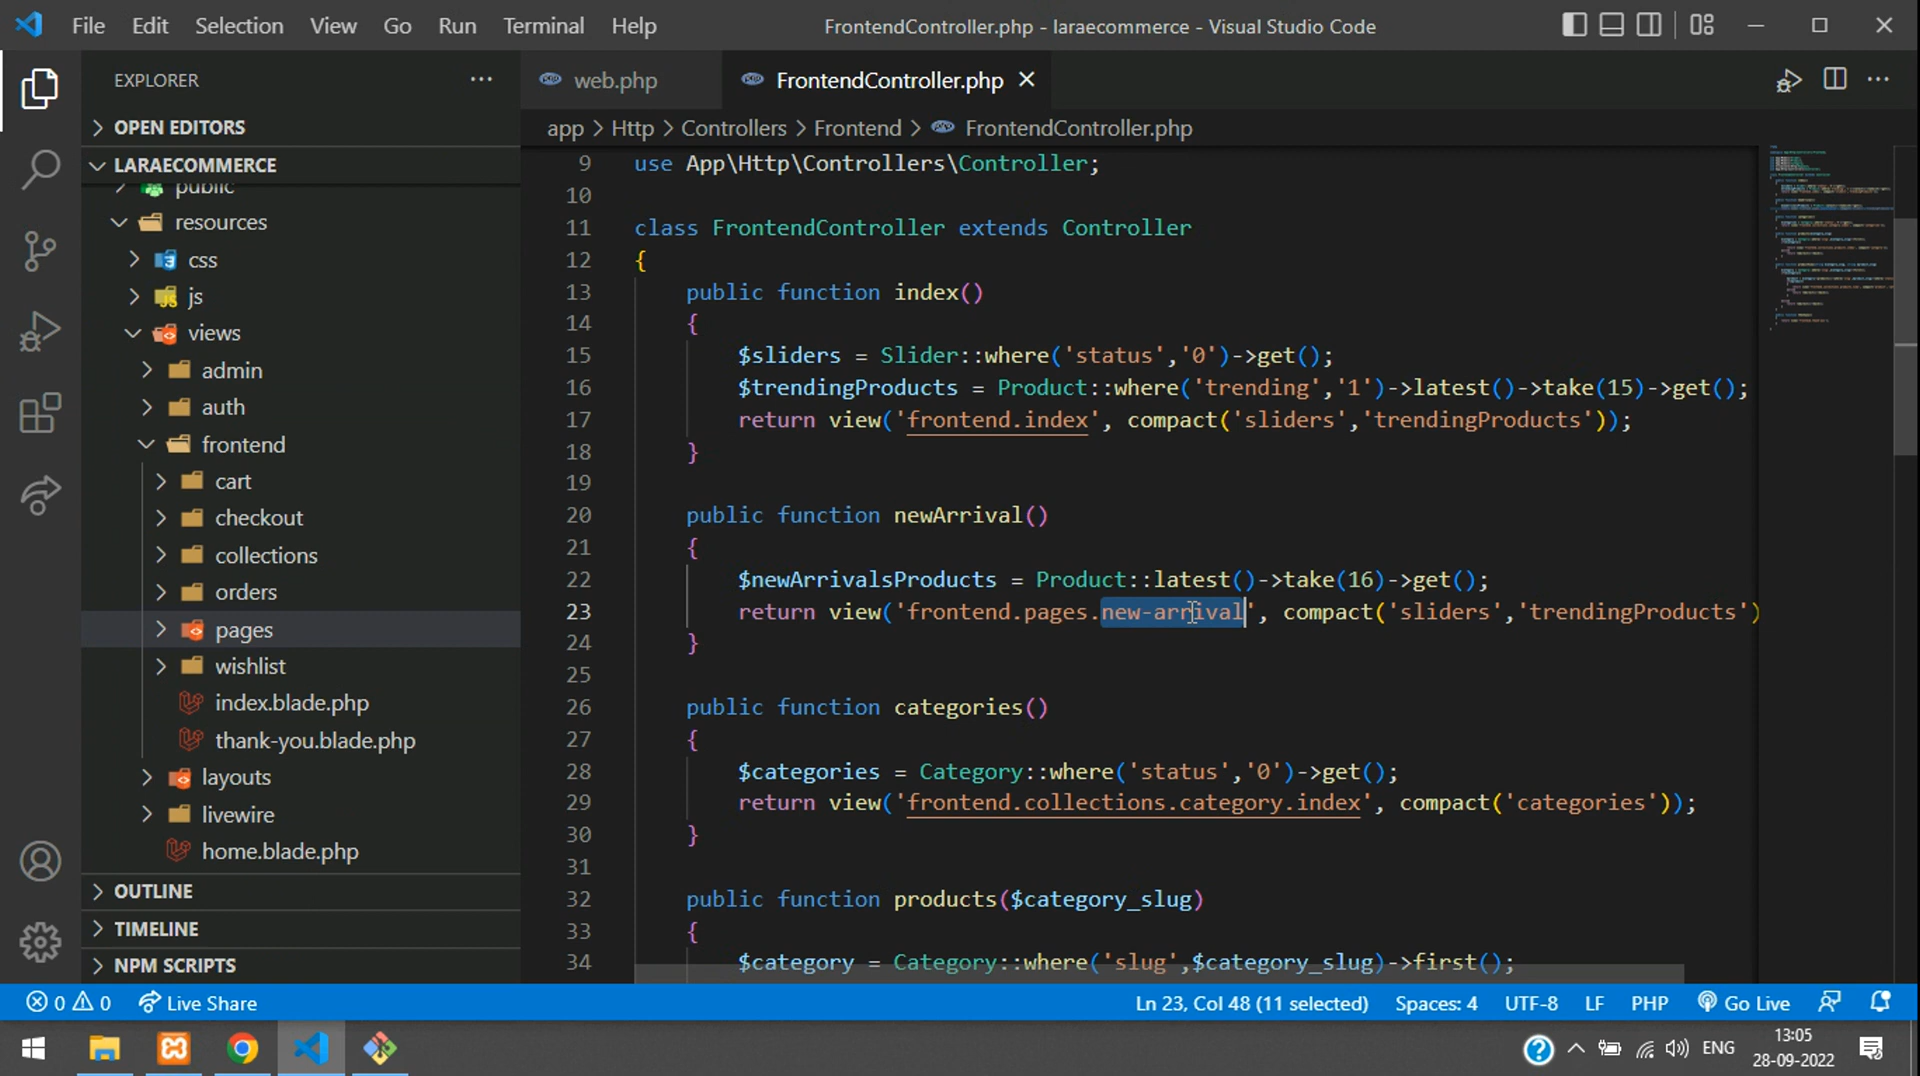 File Edit Selection View Go Run Terminal Help
FrontendController.php - laraecommerce - Visual Studio Code
EXPLORER
OPEN EDITORS
LARAECOMMERCE
public
resources
css
js
views
admin
auth
frontend
cart
checkout
collections
orders
pages
wishlist
index.blade.php
thank-you.blade.php
layouts
livewire
home.blade.php
OUTLINE
TIMELINE
NPM SCRIPTS
web.php
FrontendController.php
app > Http > Controllers > Frontend > FrontendController.php
9 use App\Http\Controllers\Controller;
10
11 class FrontendController extends Controller
12 {
13 public function index()
14 {
15 $sliders = Slider::where('status','0')->get();
16 $trendingProducts = Product::where('trending','1')->latest()->take(15)->get();
17 return view('frontend.index', compact('sliders','trendingProducts'));
18 }
19
20 public function newArrival()
21 {
22 $newArrivalsProducts = Product::latest()->take(16)->get();
23 return view('frontend.pages.new-arrival', compact('sliders','trendingProducts')
24 }
25
26 public function categories()
27 {
28 $categories = Category::where('status','0')->get();
29 return view('frontend.collections.category.index', compact('categories'));
30 }
31
32 public function products($category_slug)
33 {
34 $category = Category::where('slug',$category_slug)->first();
0 0 Live Share
Ln 23, Col 48 (11 selected) Spaces: 4 UTF-8 LF PHP Go Live
ENG
13:05
28-09-2022